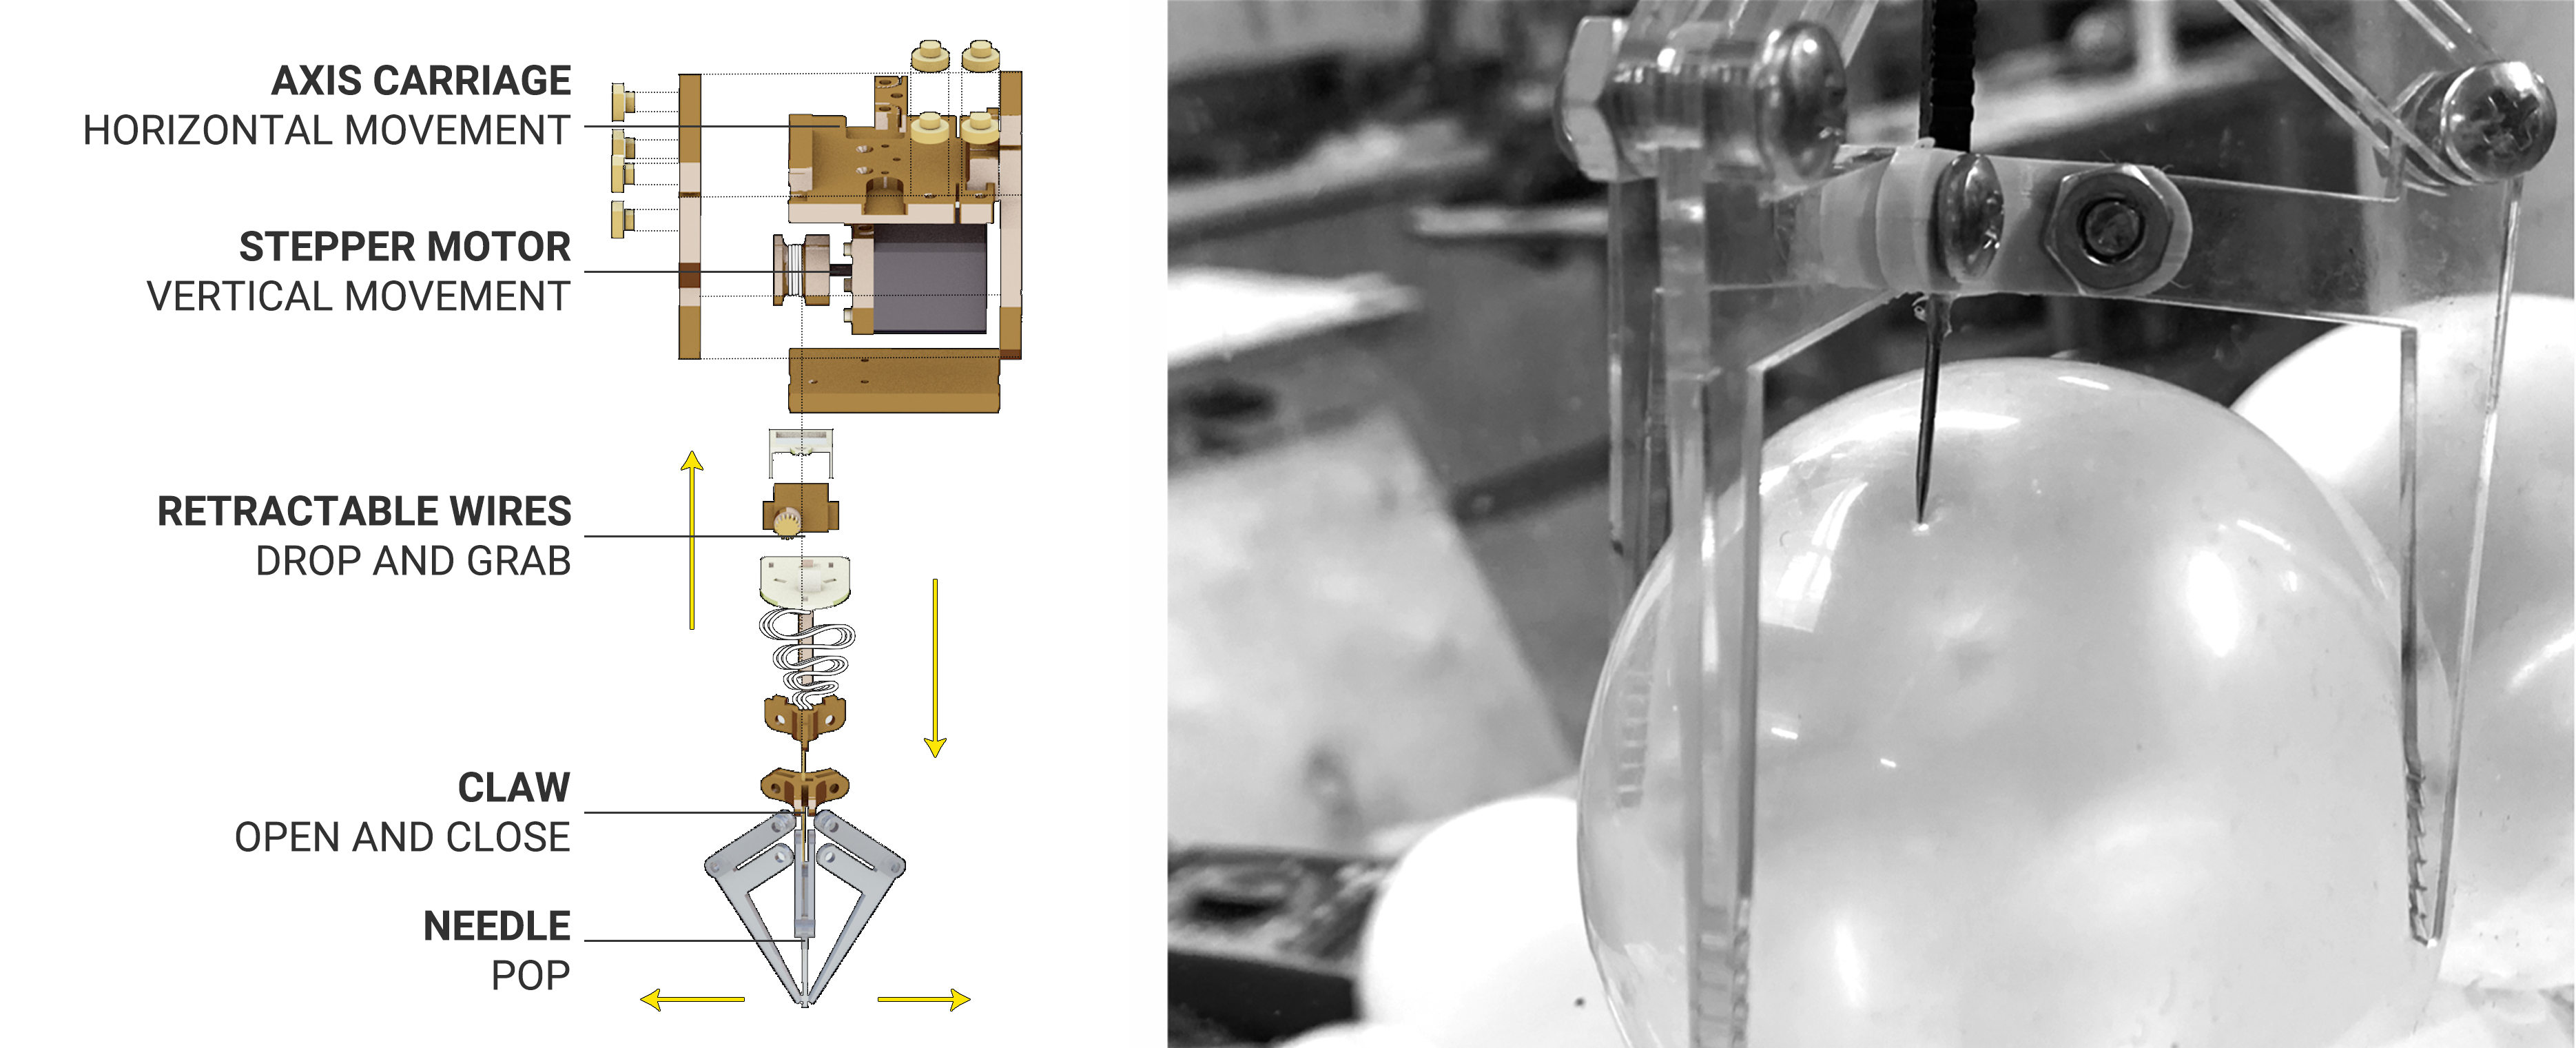 AXIS CARRIAGE
HORIZONTAL MOVEMENT
STEPPER MOTOR
VERTICAL MOVEMENT
RETRACTABLE WIRES
DROP AND GRAB
CLAW
OPEN AND CLOSE
NEEDLE
POP